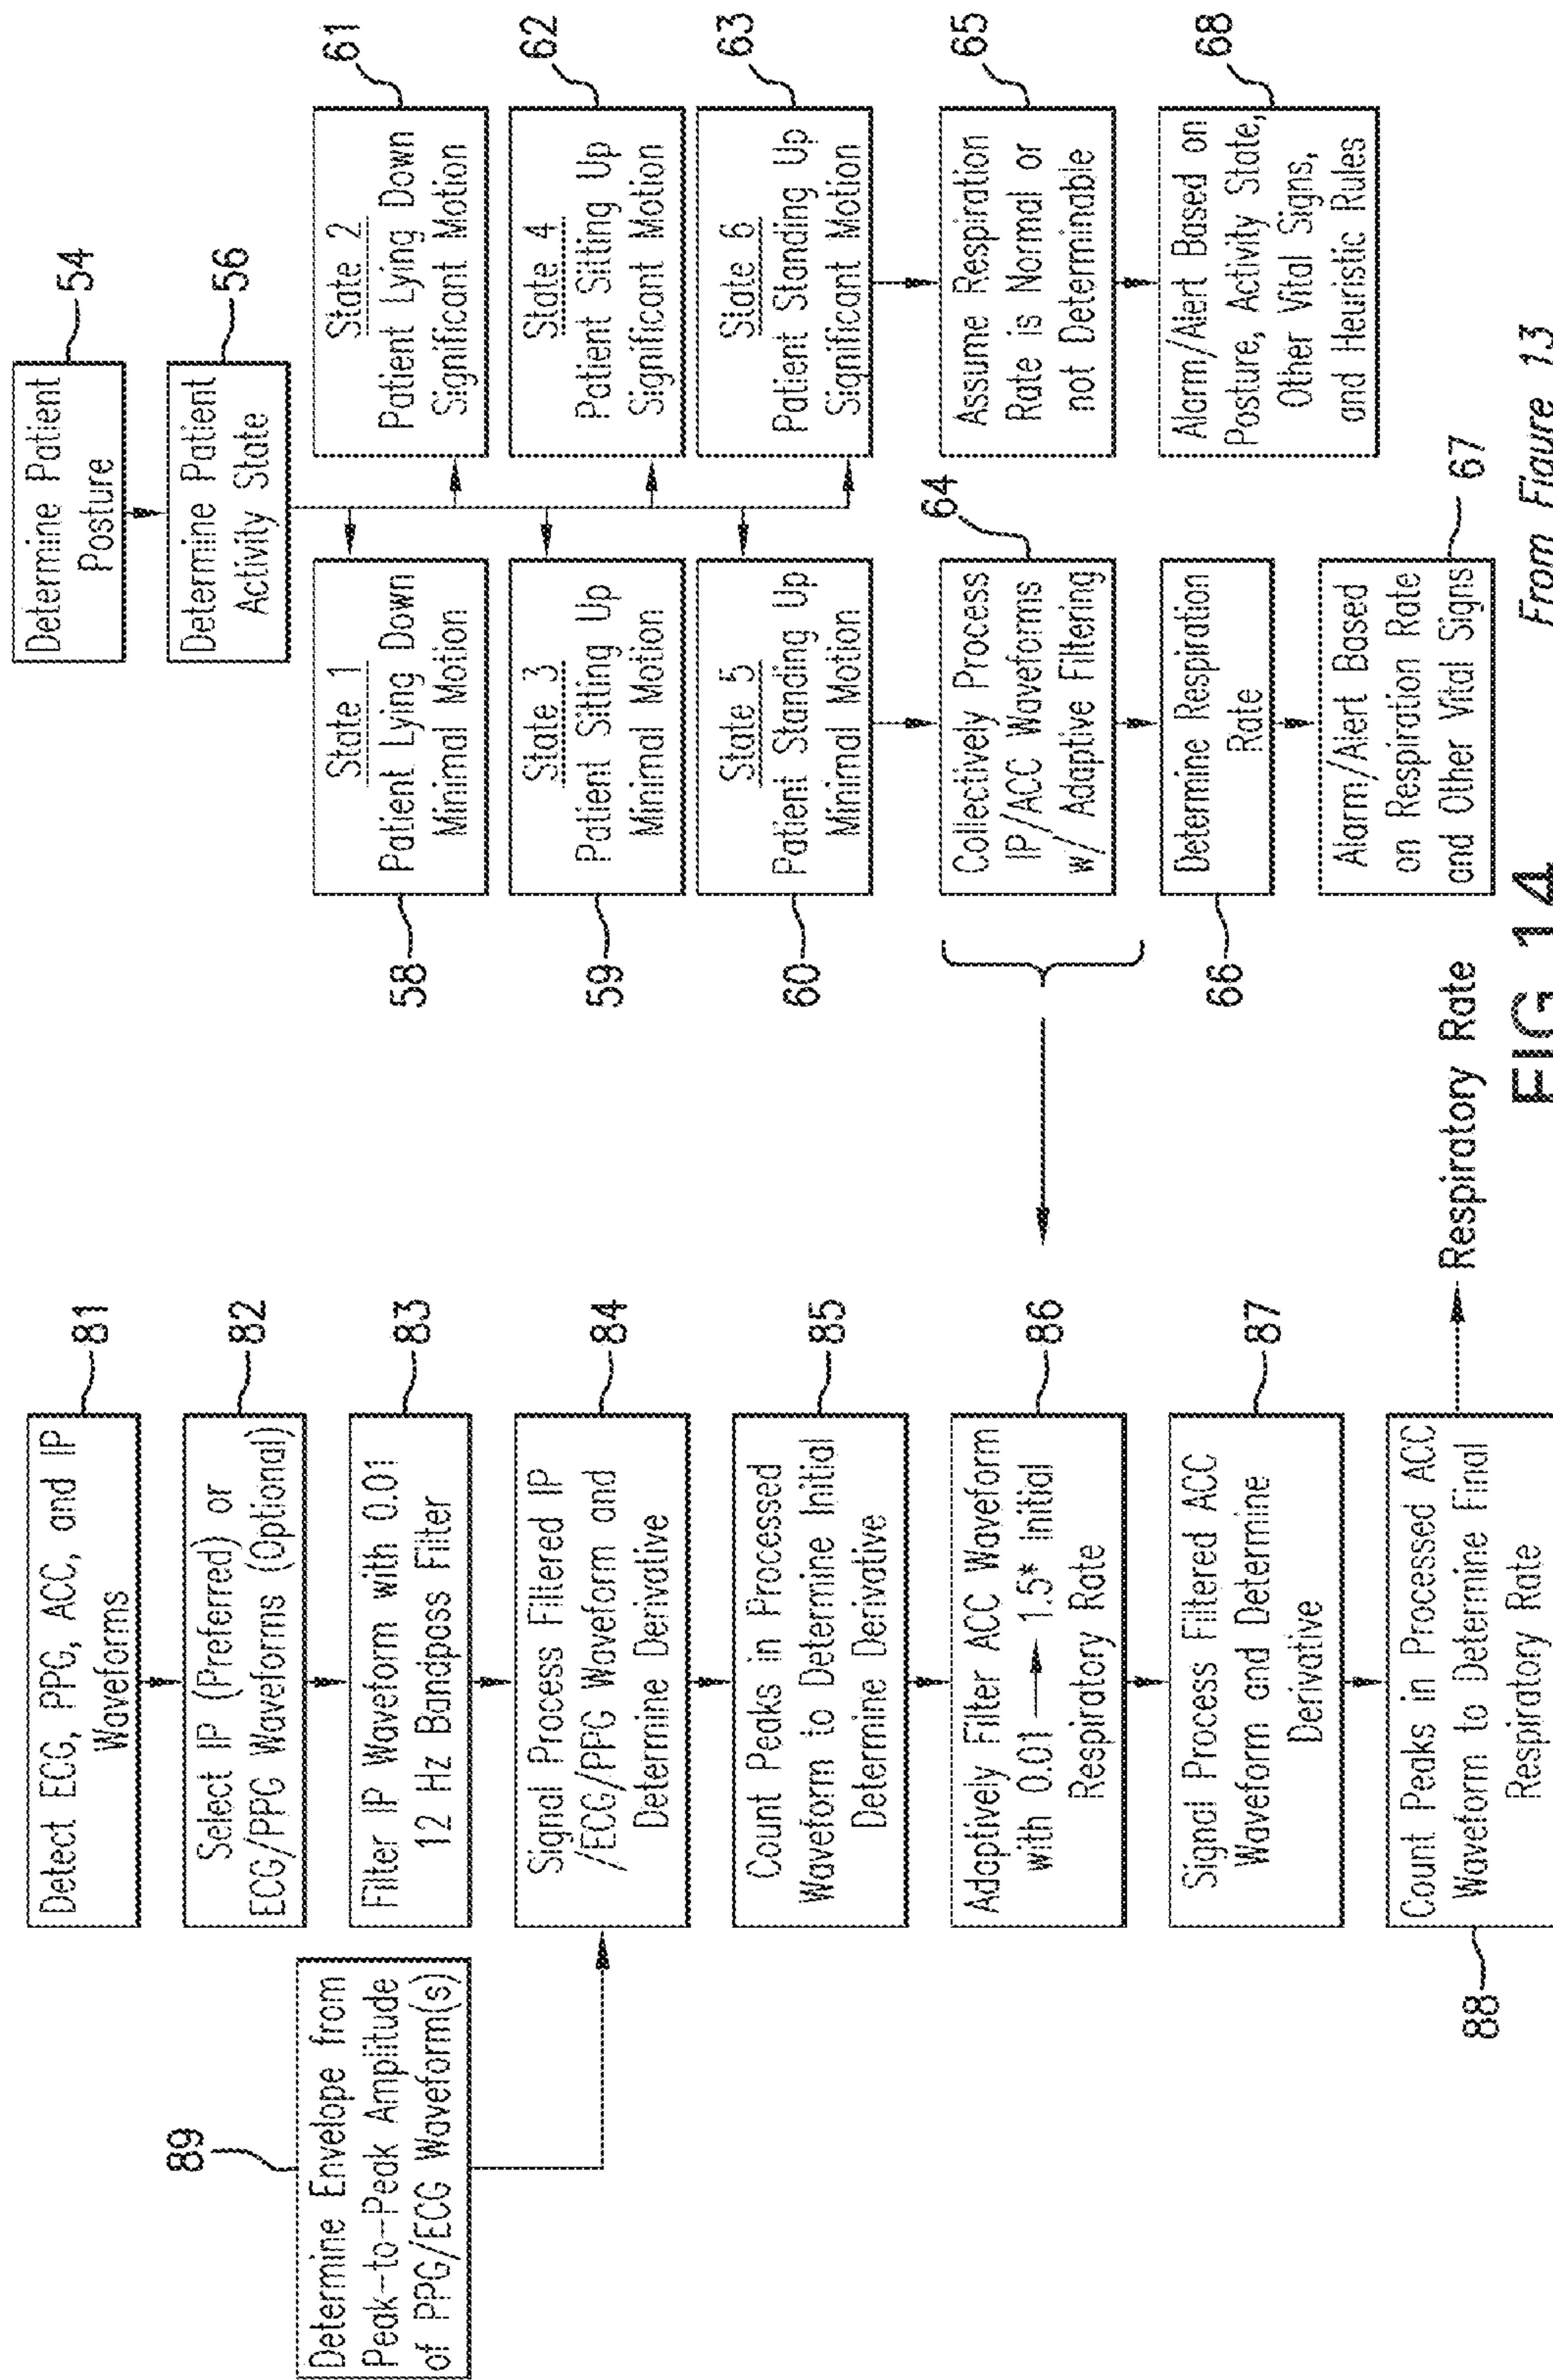 Determine Patient
Posture
54
Determine Patient
Activity State
56
State 1
Patient Lying Down
Minimal Motion
58
State 2
Patient Lying Down
Significant Motion
61
State 3
Patient Sitting Up
Minimal Motion
59
State 4
Patient Sitting Up
Significant Motion
62
State 5
Patient Standing Up
Minimal Motion
60
State 6
Patient Standing Up
Significant Motion
63
Collectively Process
IP/ACC Waveforms
w/ Adaptive Filtering
64
Assume Respiration
Rate is Normal or
not Determinable
65
Determine Respiration
Rate
66
Alarm/Alert Based
on Respiration Rate
and Other Vital Signs
67
Alarm/Alert Based on
Posture, Activity State,
Other Vital Signs,
and Heuristic Rules
68
From Figure 13
Detect ECG, PPG, ACC, and IP
Waveforms
81
Select IP (Preferred) or
ECG/PPG Waveforms (Optional)
82
Filter IP Waveform with 0.01
12 Hz Bandpass Filter
83
Determine Envelope from
Peak-to-Peak Amplitude
of PPG/ECG Waveform(s)
89
Signal Process Filtered IP
/ECG/PPG Waveform and
Determine Derivative
84
Count Peaks in Processed
Waveform to Determine Initial
Determine Derivative
85
Adaptively Filter ACC Waveform
with 0.01 → 1.5* Initial
Respiratory Rate
86
Signal Process Filtered ACC
Waveform and Determine
Derivative
87
Count Peaks in Processed ACC
Waveform to Determine Final
Respiratory Rate
88
Respiratory Rate
FIG 14